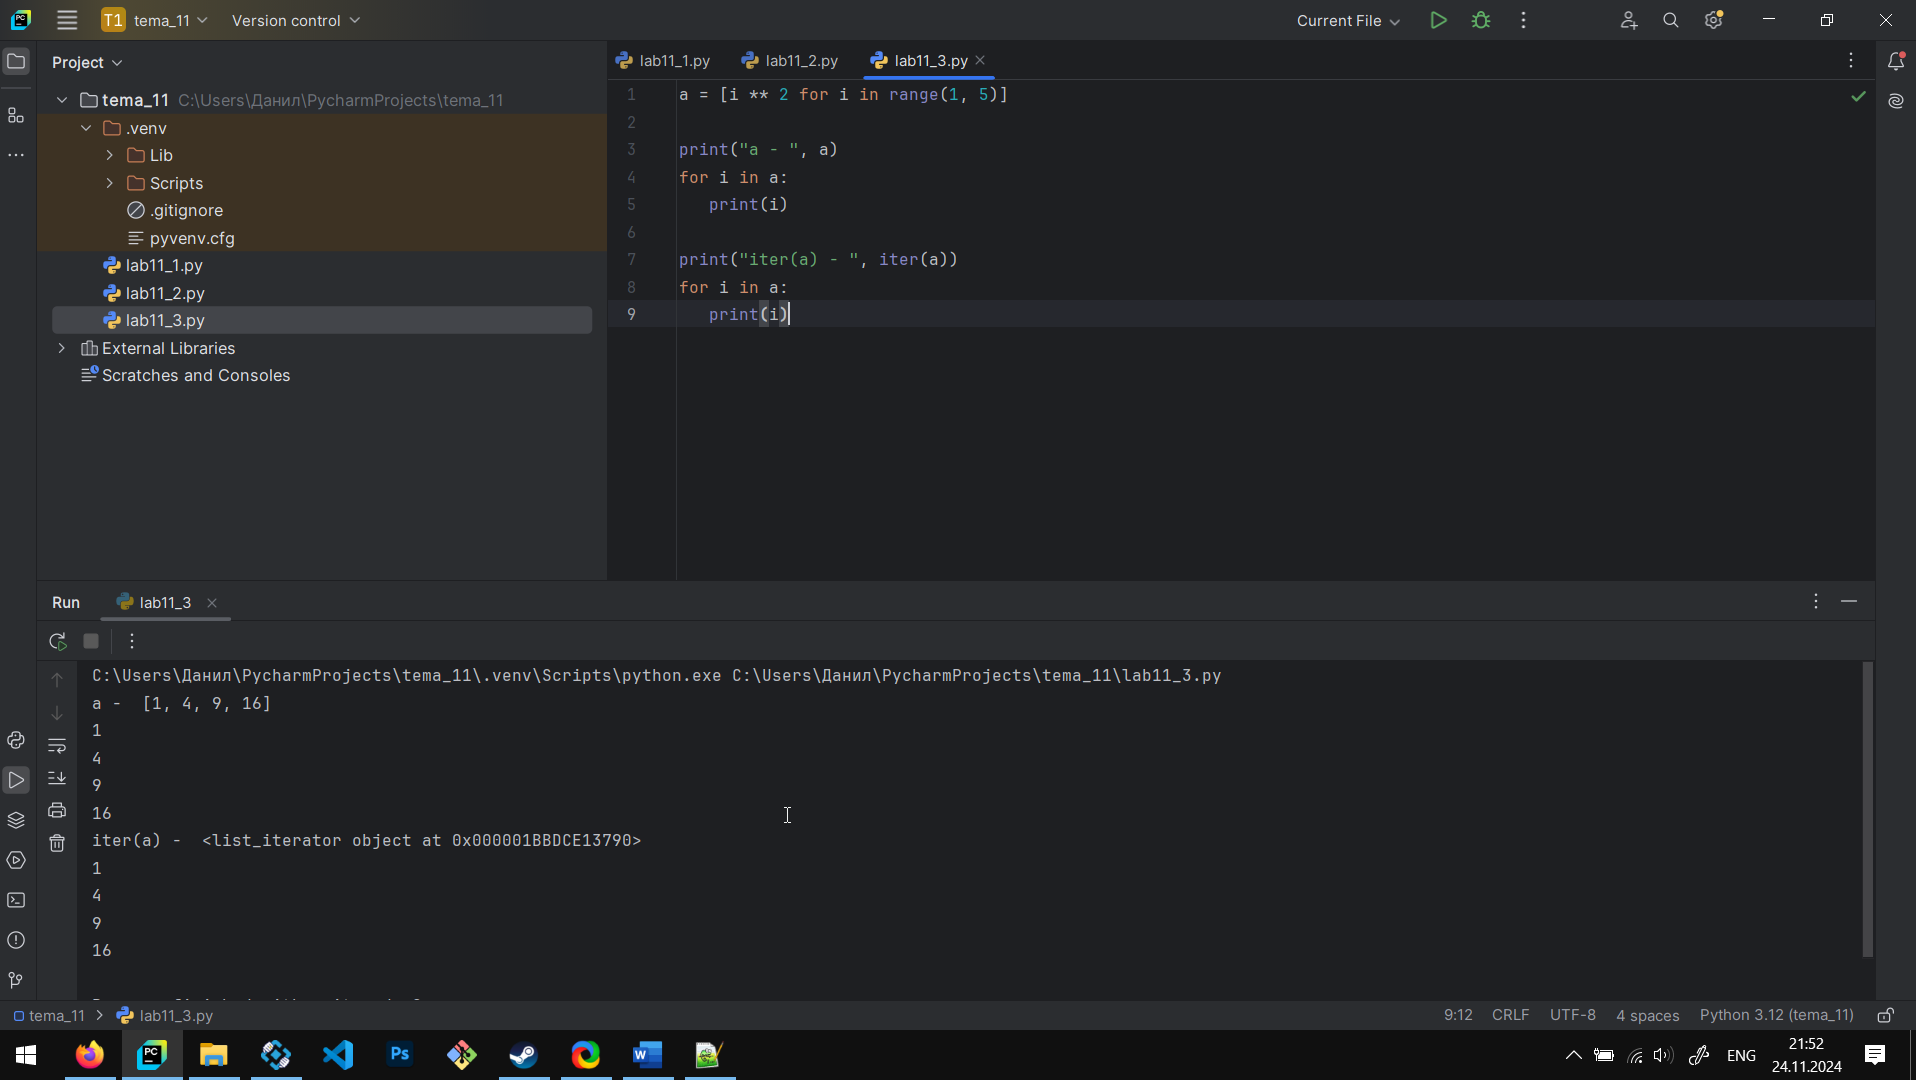 T1 tema_11 Version control Current File
Project
tema_11 C:\Users\Данил\PycharmProjects\tema_11
.venv
Lib
Scripts
.gitignore
pyvenv.cfg
lab11_1.py
lab11_2.py
lab11_3.py
External Libraries
Scratches and Consoles
lab11_1.py lab11_2.py lab11_3.py
1 a = [i ** 2 for i in range(1, 5)]
2
3 print("a - ", a)
4 for i in a:
5 print(i)
6
7 print("iter(a) - ", iter(a))
8 for i in a:
9 print(i)
Run lab11_3
C:\Users\Данил\PycharmProjects\tema_11\.venv\Scripts\python.exe C:\Users\Данил\PycharmProjects\tema_11\lab11_3.py
a -  [1, 4, 9, 16]
1
4
9
16
iter(a) -  <list_iterator object at 0x000001BBDCE13790>
1
4
9
16
tema_11 > lab11_3.py 9:12 CRLF UTF-8 4 spaces Python 3.12 (tema_11)
PC Ps W ENG
21:52
24.11.2024